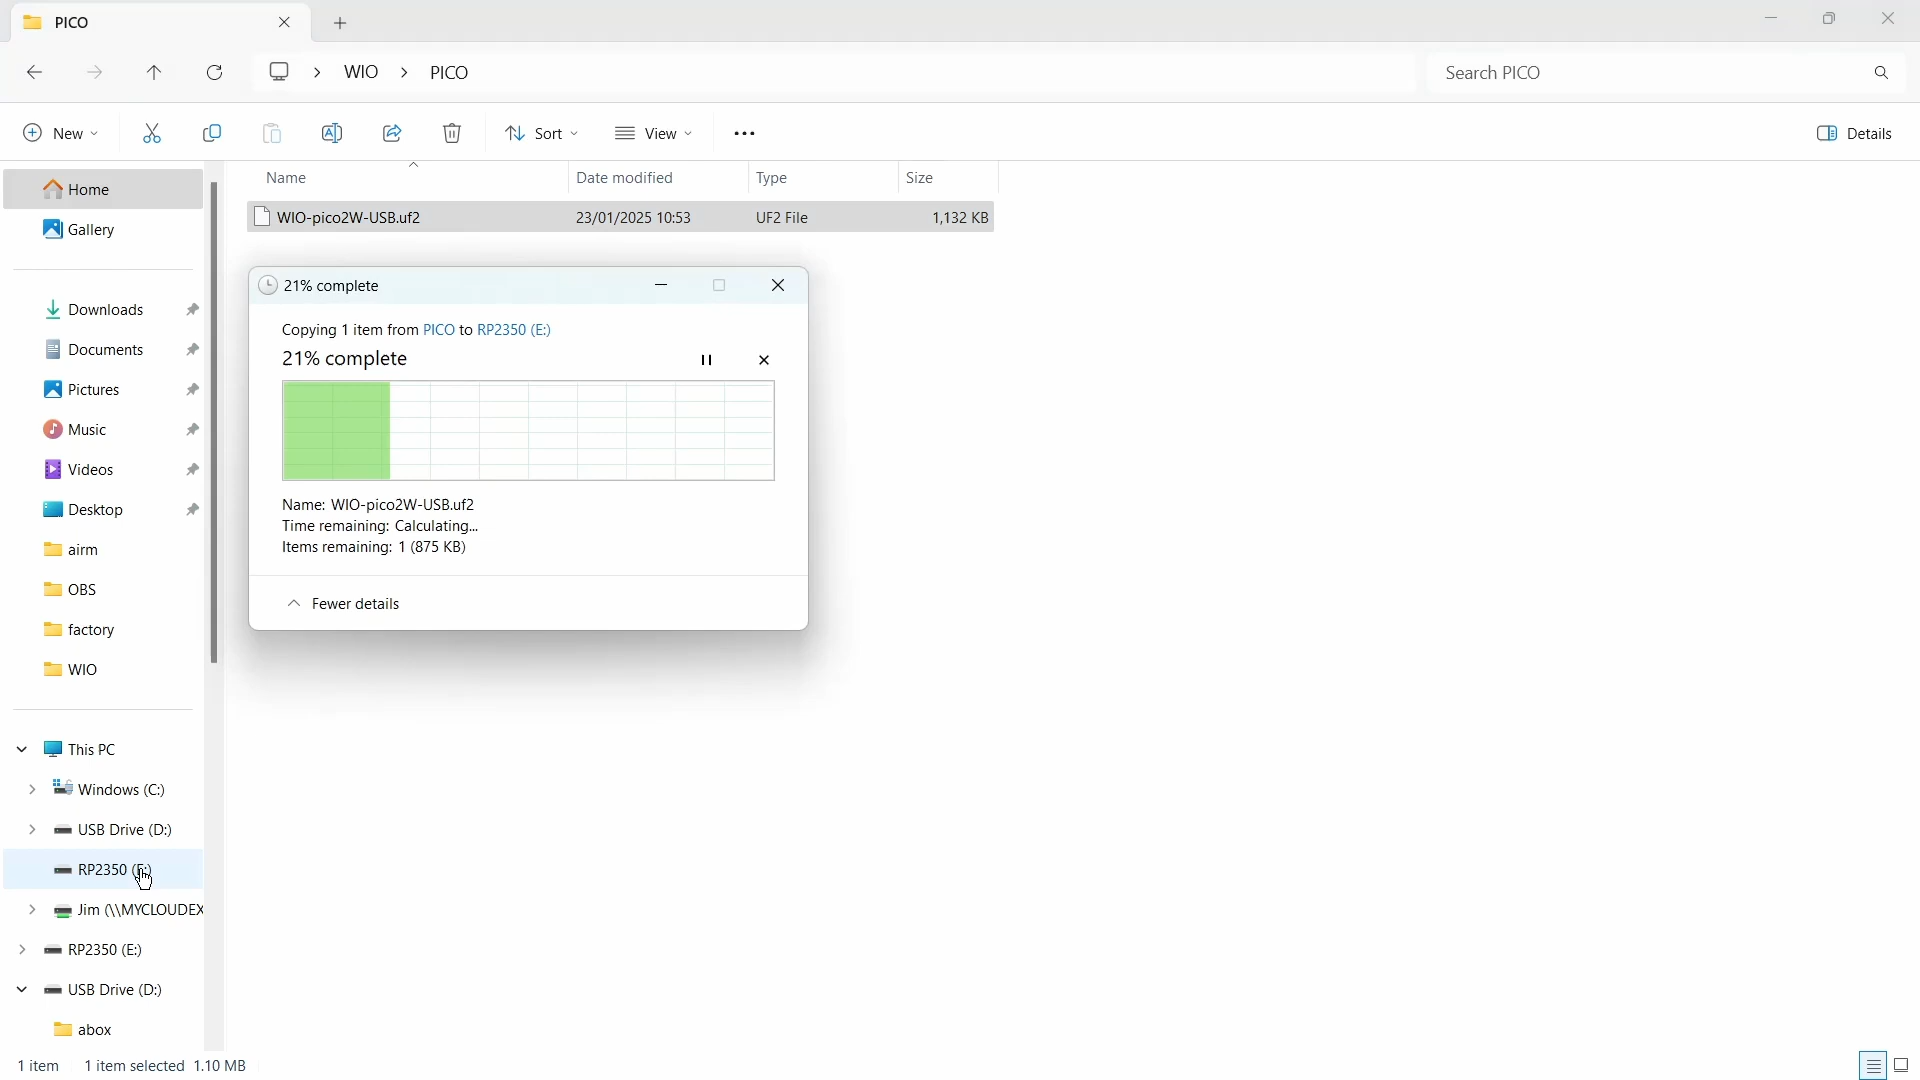 PICO
WIO > PICO
Search PICO
New
Sort
View
Details
Name
Date modified
Type
Size
Home
WIO-pico2W-USB.uf2
23/01/2025 10:53
UF2 File
1,132 KB
Gallery
21% complete
Copying 1 item from PICO to RP2350 (E:)
21% complete
Name: WIO-pico2W-USB.uf2
Time remaining: Calculating...
Items remaining: 1 (875 KB)
Fewer details
Downloads
Documents
Pictures
Music
Videos
Desktop
airm
OBS
factory
WIO
This PC
Windows (C:)
USB Drive (D:)
RP2350 (E:)
Jim (\\MYCLOUDEX
RP2350 (E:)
USB Drive (D:)
abox
1 item
1 item selected 1.10 MB